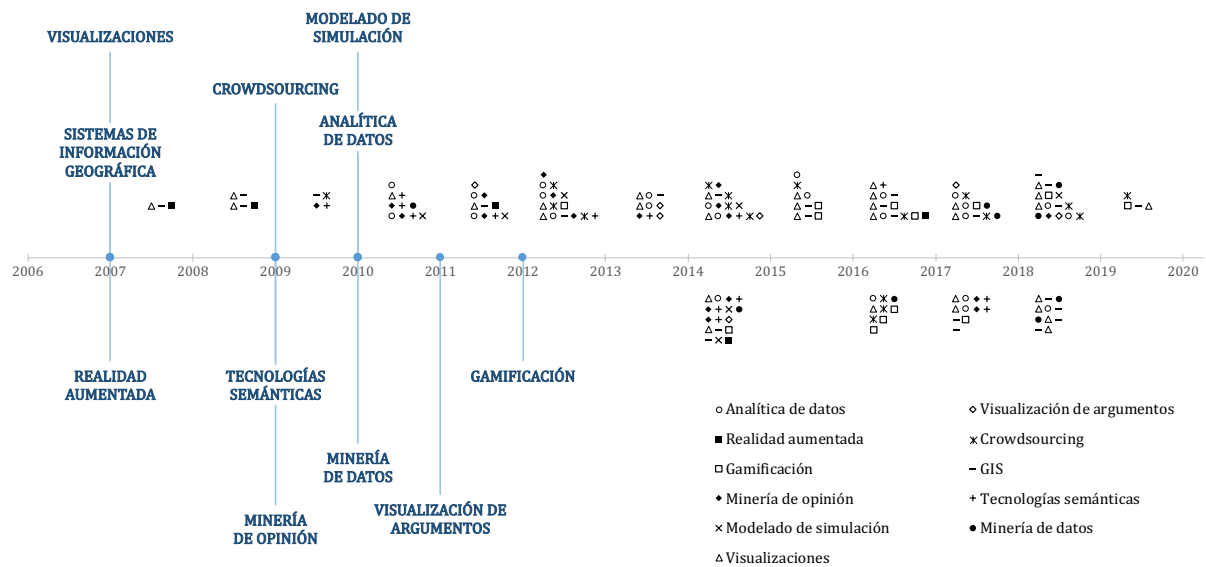 MODELADO DE
SIMULACIÓN
VISUALIZACIONES
CROWDSOURCING
ANALÍTICA
DE DATOS
SISTEMAS DE
INFORMACIÓN
GEOGRÁFICA
2006 2007 2008 2009 2010 2011 2012 2013 2014 2015 2016 2017 2018 2019 2020
REALIDAD
AUMENTADA
TECNOLOGÍAS
SEMÁNTICAS
GAMIFICACIÓN
MINERÍA
DE DATOS
VISUALIZACIÓN DE
ARGUMENTOS
MINERÍA
DE OPINIÓN
Analítica de datos
Visualización de argumentos
Realidad aumentada
Crowdsourcing
Gamificación
GIS
Minería de opinión
Tecnologías semánticas
Modelado de simulación
Minería de datos
Visualizaciones